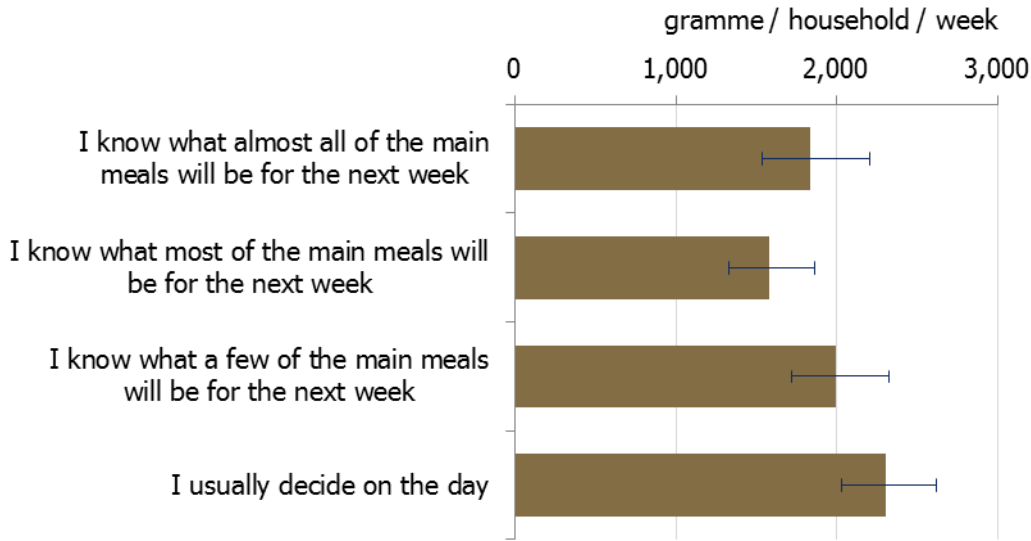 gramme / household / week
0 1,000 2,000 3,000
I know what almost all of the main
meals will be for the next week
I know what most of the main meals will
be for the next week
I know what a few of the main meals
will be for the next week
I usually decide on the day